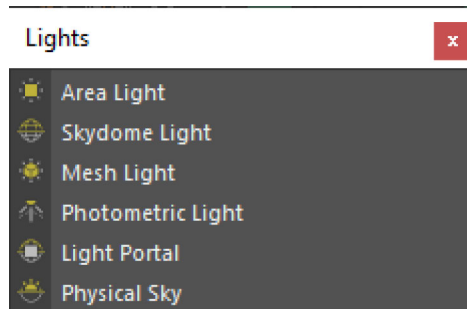 Lights
x
Area Light
Skydome Light
Mesh Light
Photometric Light
Light Portal
Physical Sky